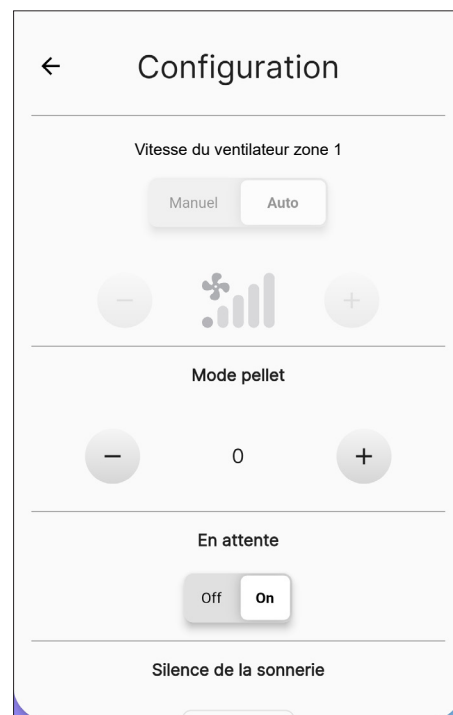 Configuration
Vitesse du ventilateur zone 1
Manuel Auto
Mode pellet
0
En attente
Off On
Silence de la sonnerie